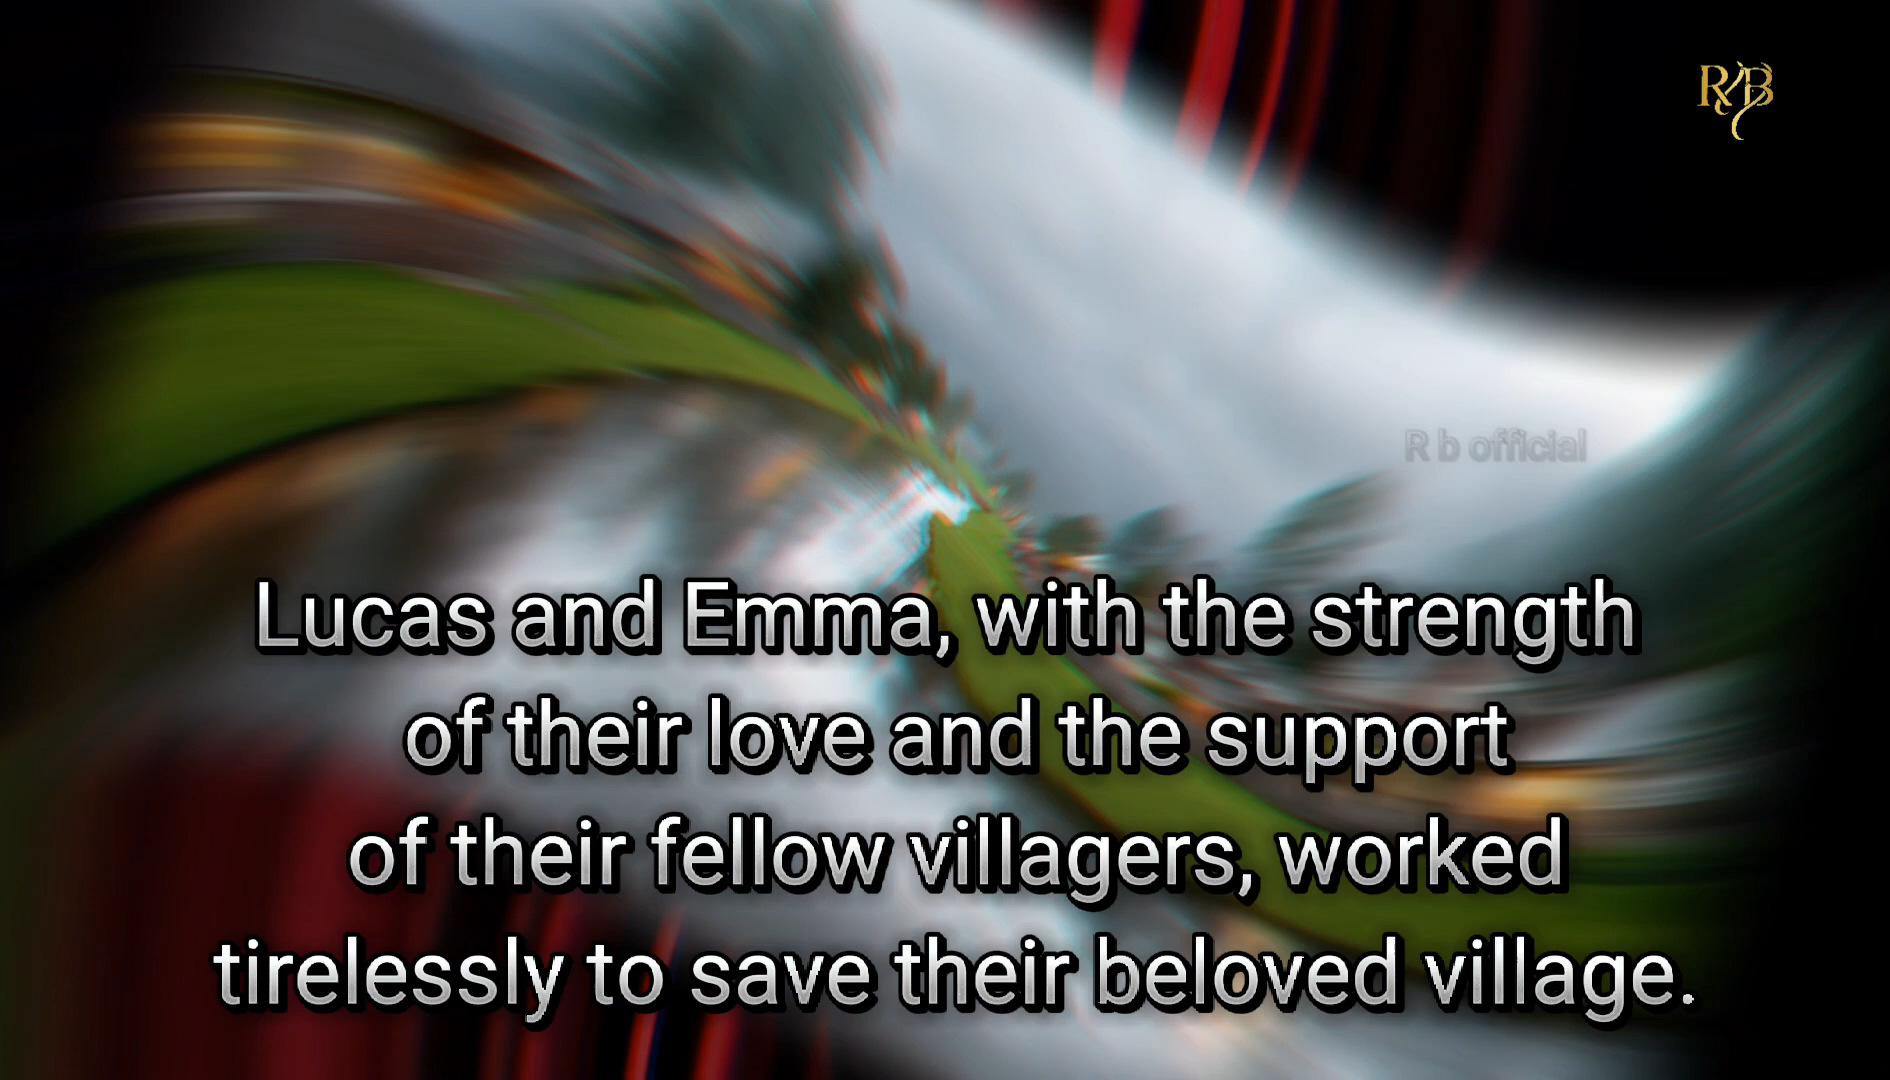 RB
R b official
Lucas and Emma, with the strength
of their love and the support
of their fellow villagers, worked
tirelessly to save their beloved village.